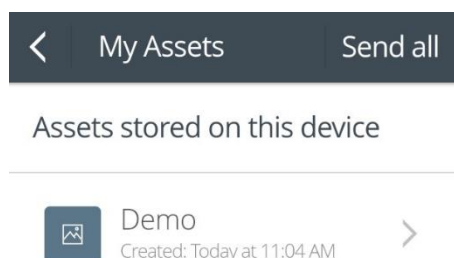 My Assets Send all
Assets stored on this device
Demo
Created: Today at 11:04 AM